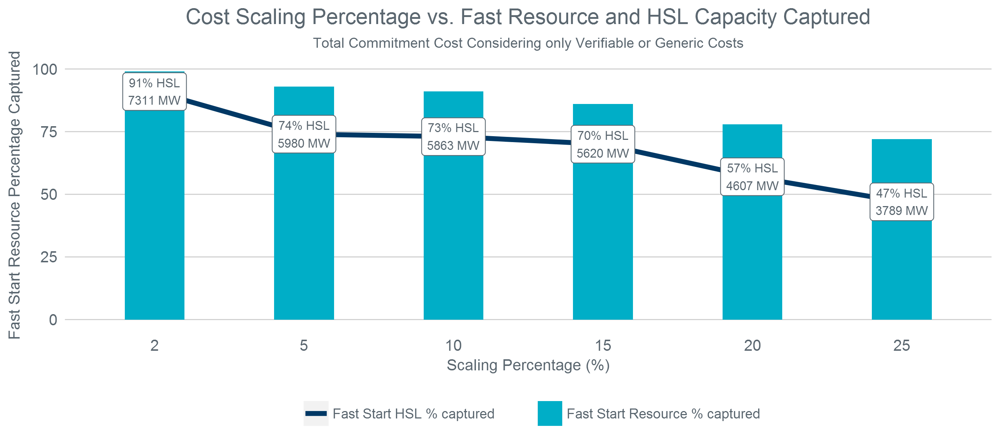 Cost Scaling Percentage vs. Fast Resource and HSL Capacity Captured
Total Commitment Cost Considering only Verifiable or Generic Costs
Fast Start Resource Percentage Captured
100
75
50
25
0
91% HSL
7311 MW
74% HSL
5980 MW
73% HSL
5863 MW
70% HSL
5620 MW
57% HSL
4607 MW
47% HSL
3789 MW
2
5
10
15
20
25
Scaling Percentage (%)
Fast Start HSL % captured
Fast Start Resource % captured